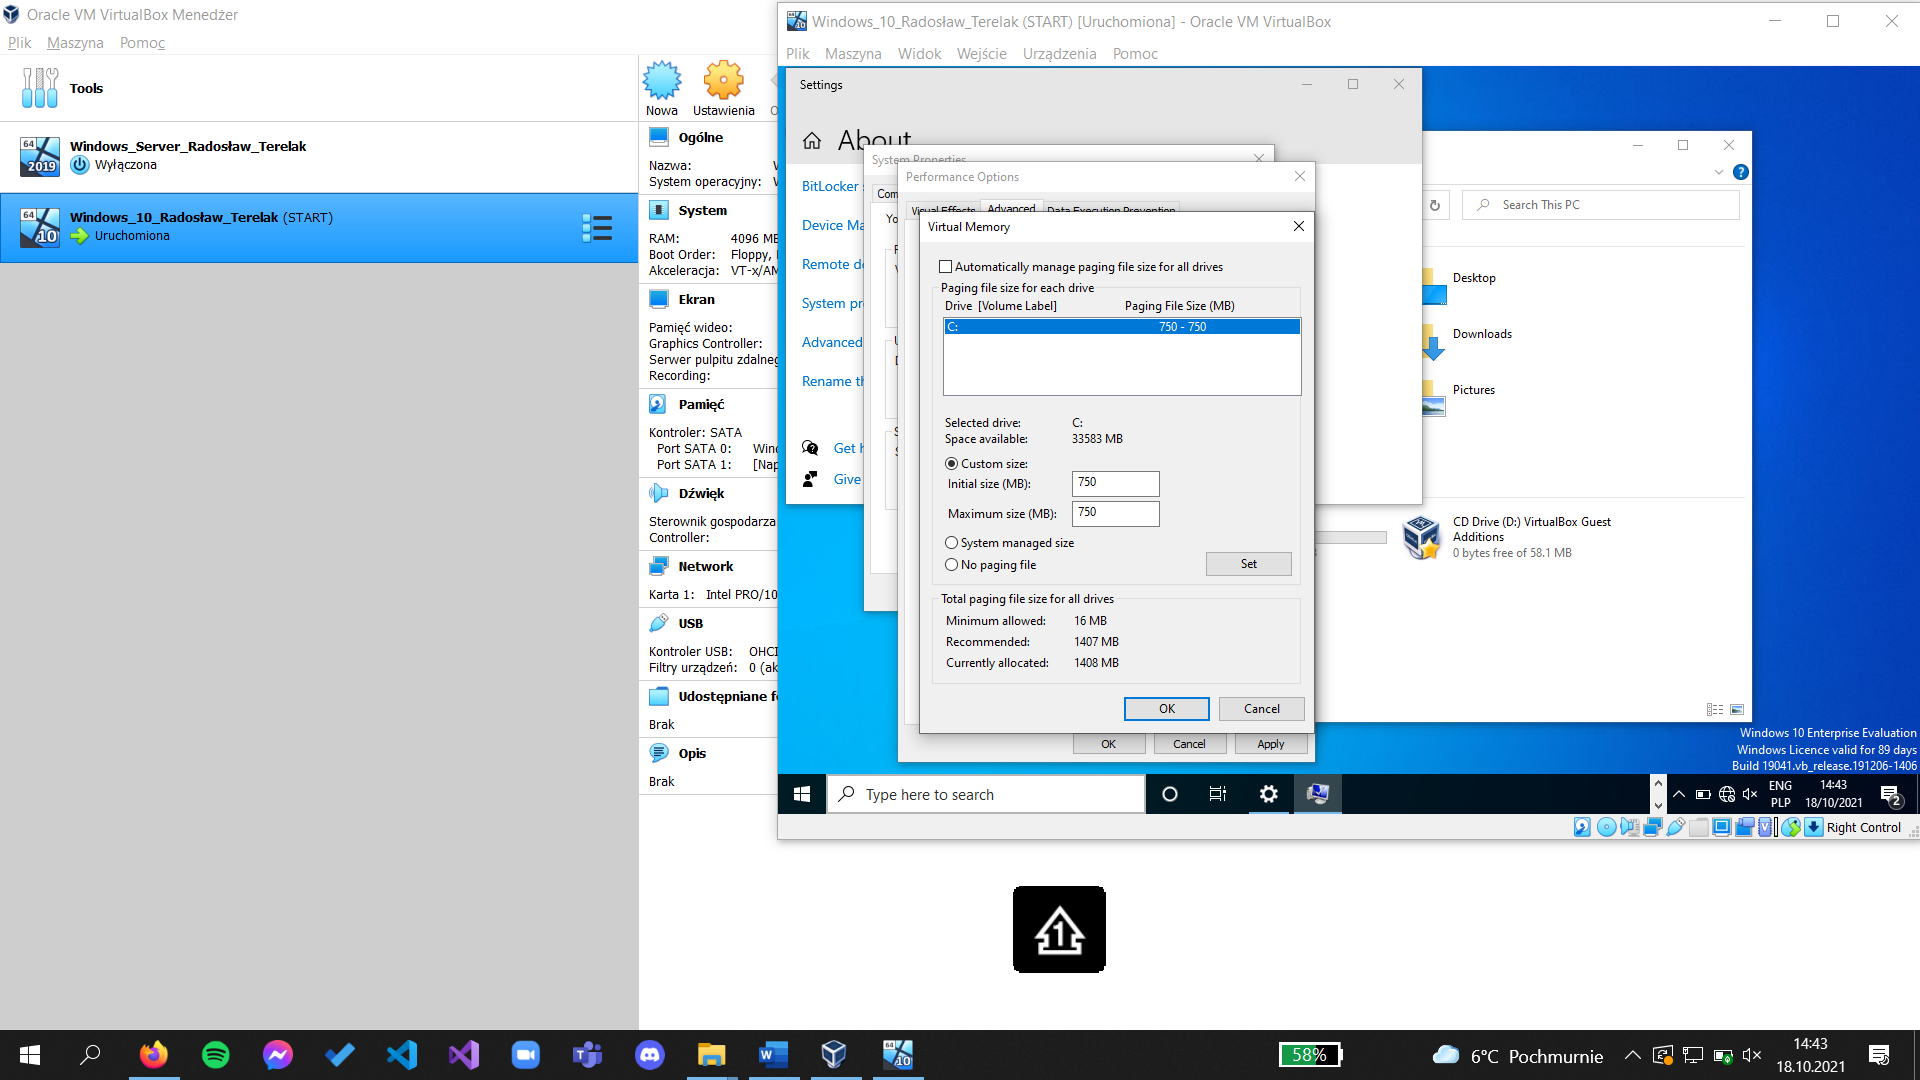 Oracle VM VirtualBox Menedżer
Plik Maszyna Pomoc
Tools
64
2019
Windows_Server_Radosław_Terelak
Wyłączona
64
10
Windows_10_Radosław_Terelak (START)
Uruchomiona
Nowa Ustawienia
Ogólne
Nazwa:
System operacyjny:
System
RAM: 4096 MB
Boot Order: Floppy,
Akceleracja: VT-x/AM
Ekran
Pamięć wideo:
Graphics Controller:
Serwer pulpitu zdalneg
Recording:
Pamięć
Kontroler: SATA
Port SATA 0: Wind
Port SATA 1: [Nap
Dźwięk
Sterownik gospodarza
Controller:
Network
Karta 1: Intel PRO/10
USB
Kontroler USB: OHCI
Filtry urządzeń: 0 (ak
Udostępniane f
Brak
Opis
Brak
Windows_10_Radosław_Terelak (START) [Uruchomiona] - Oracle VM VirtualBox
Plik Maszyna Widok Wejście Urządzenia Pomoc
Settings
About
BitLocker
Device Ma
Remote de
System pr
Advanced
Rename th
Get h
Give
System Properties
Com
Yo
Performance Options
Visual Effects Advanced Data Execution Prevention
Virtual Memory
Automatically manage paging file size for all drives
Paging file size for each drive
Drive [Volume Label] Paging File Size (MB)
C: 750 - 750
Selected drive: C:
Space available: 33583 MB
Custom size:
Initial size (MB): 750
Maximum size (MB): 750
System managed size
No paging file
Set
Total paging file size for all drives
Minimum allowed: 16 MB
Recommended: 1407 MB
Currently allocated: 1408 MB
OK Cancel
OK Cancel Apply
Search This PC
Desktop
Downloads
Pictures
CD Drive (D:) VirtualBox Guest
Additions
0 bytes free of 58.1 MB
Windows 10 Enterprise Evaluation
Windows Licence valid for 89 days
Build 19041.vb_release.191206-1406
Type here to search
ENG
PLP
14:43
18/10/2021
2
Right Control
1
58%
6°C Pochmurnie
14:43
18.10.2021